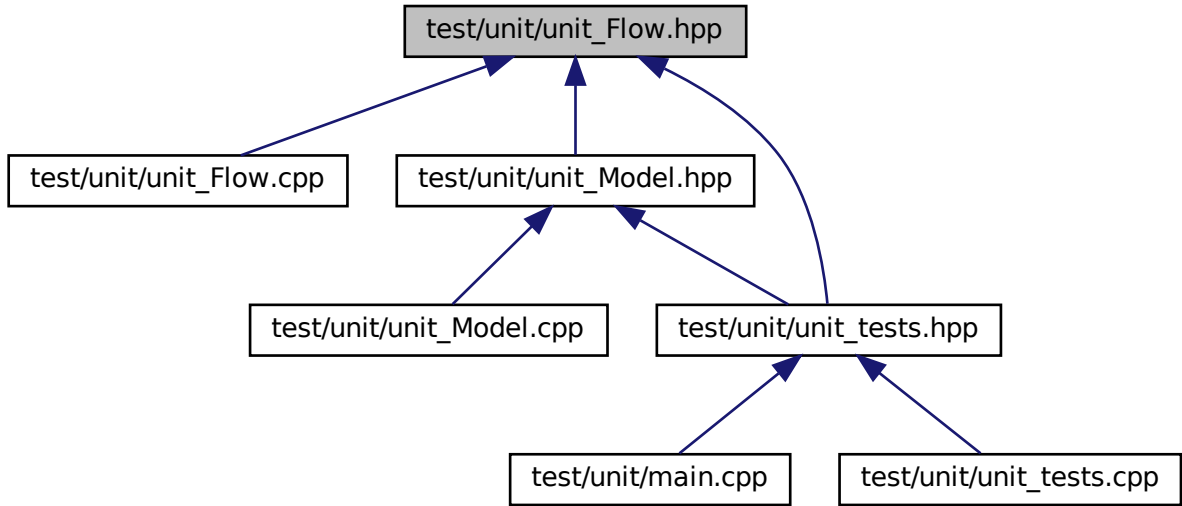 test/unit/unit_Flow.hpp
test/unit/unit_Flow.cpp
test/unit/unit_Model.hpp
test/unit/unit_Model.cpp
test/unit/unit_tests.hpp
test/unit/main.cpp
test/unit/unit_tests.cpp